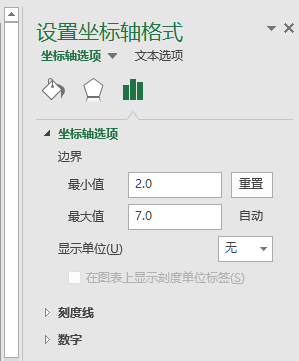 设置坐标轴格式
坐标轴选项 文本选项
坐标轴选项
边界
最小值 2.0 重置
最大值 7.0 自动
显示单位(U) 无
在图表上显示刻度单位标签(S)
刻度线
数字